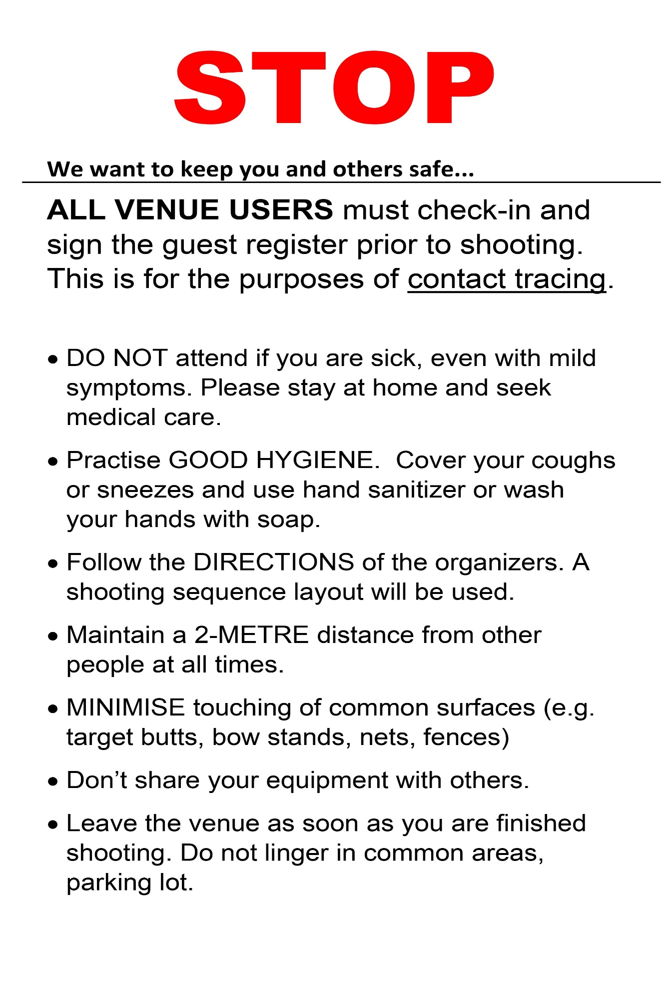 STOP
We want to keep you and others safe...
ALL VENUE USERS must check-in and
sign the guest register prior to shooting.
This is for the purposes of contact tracing.
• DO NOT attend if you are sick, even with mild
symptoms. Please stay at home and seek
medical care.
• Practise GOOD HYGIENE.  Cover your coughs
or sneezes and use hand sanitizer or wash
your hands with soap.
• Follow the DIRECTIONS of the organizers. A
shooting sequence layout will be used.
• Maintain a 2-METRE distance from other
people at all times.
• MINIMISE touching of common surfaces (e.g.
target butts, bow stands, nets, fences)
• Don’t share your equipment with others.
• Leave the venue as soon as you are finished
shooting. Do not linger in common areas,
parking lot.